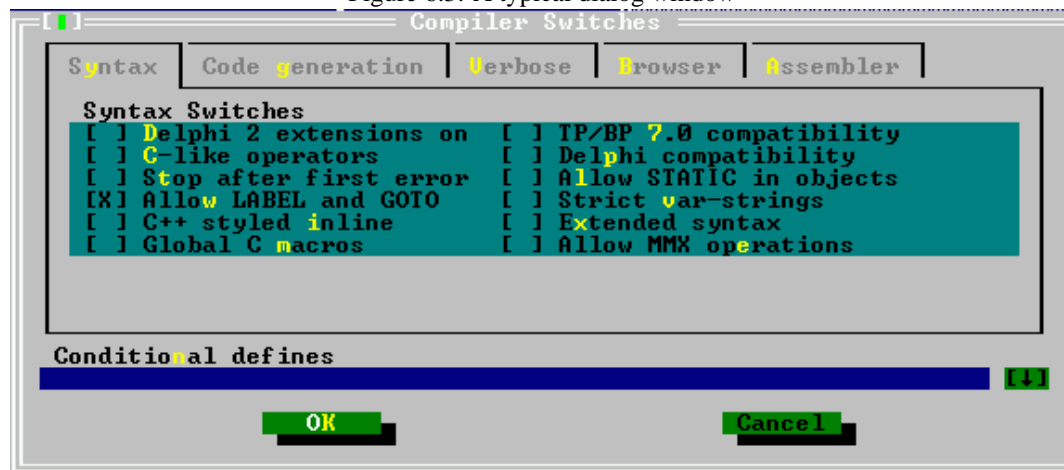 Figure 6.3: A typical dialog window
[ ] Compiler Switches
Syntax Code generation Verbose Browser Assembler
Syntax Switches
[ ] Delphi 2 extensions on [ ] TP/BP 7.0 compatibility
[ ] C-like operators [ ] Delphi compatibility
[ ] Stop after first error [ ] Allow STATIC in objects
[X] Allow LABEL and GOTO [ ] Strict var-strings
[ ] C++ styled inline [ ] Extended syntax
[ ] Global C macros [ ] Allow MMX operations
Conditional defines
[↓]
OK Cancel